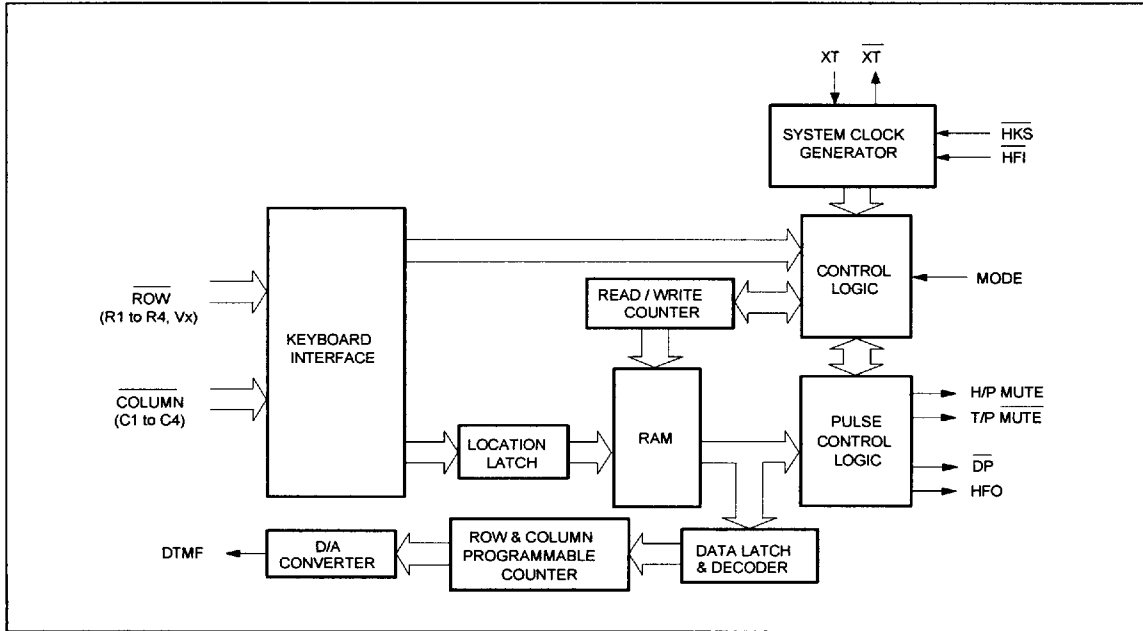 XT XT
SYSTEM CLOCK
GENERATOR
HKS
HFI
ROW
(R1 to R4, Vx)
COLUMN
(C1 to C4)
KEYBOARD
INTERFACE
READ / WRITE
COUNTER
CONTROL
LOGIC
MODE
LOCATION
LATCH
RAM
PULSE
CONTROL
LOGIC
H/P MUTE
T/P MUTE
DP
HFO
DTMF
D/A
CONVERTER
ROW & COLUMN
PROGRAMMABLE
COUNTER
DATA LATCH
& DECODER